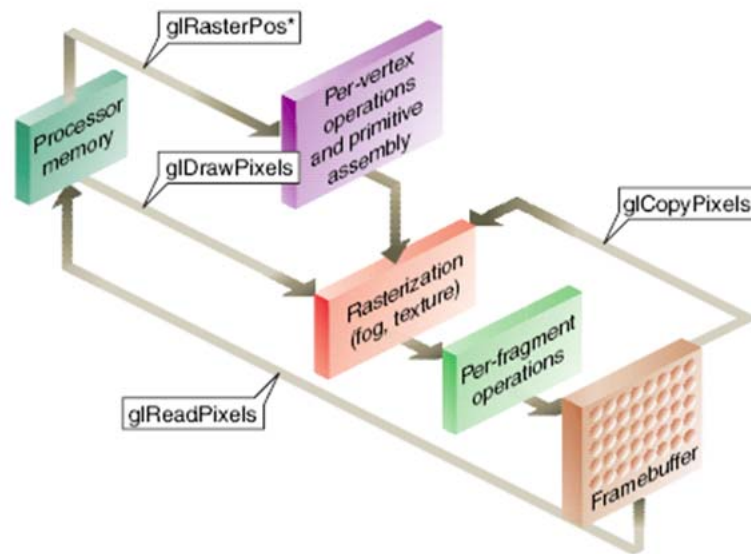 glRasterPos*
Per-vertex
operations
and primitive
assembly
Processor
memory
glDrawPixels
glCopyPixels
Rasterization
(fog, texture)
Per-fragment
operations
glReadPixels
Framebuffer